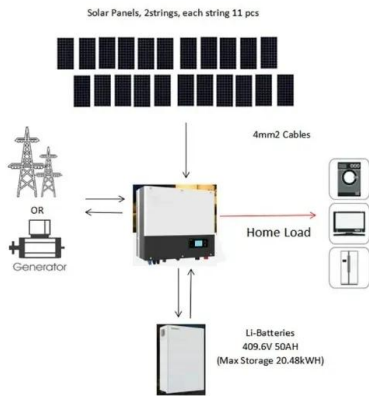 Solar Panels, 2strings, each string 11 pcs
4mm2 Cables
OR
Generator
Home Load
Li-Batteries
409.6V 50AH
(Max Storage 20.48kWH)